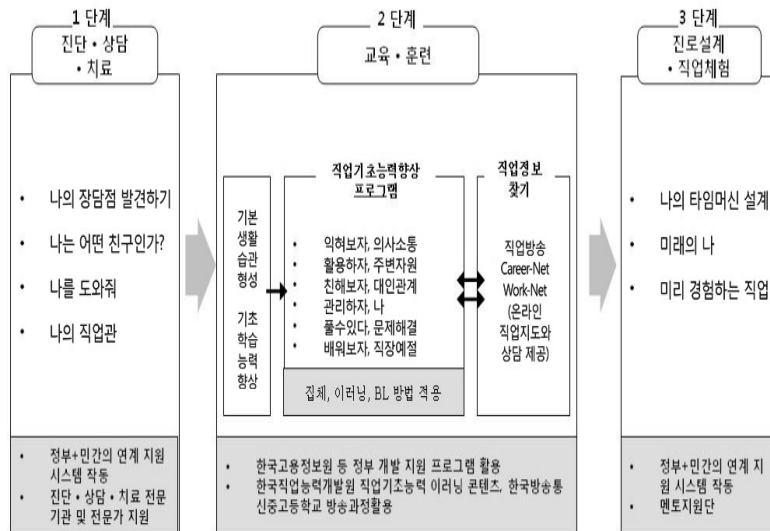 1 단계
진단・상담
・치료
• 나의 장담점 발견하기
• 나는 어떤 친구인가?
• 나를 도와줘
• 나의 직업관
• 정부+민간의 연계 지원
시스템 작동
• 진단・상담・치료 전문
기관 및 전문가 지원
2 단계
교육・훈련
기본
생활
습관
형성
기초
학습
능력
향상
직업기초능력향상
프로그램
• 익혀보자, 의사소통
• 활용하자, 주변자원
• 친해보자, 대인관계
• 관리하자, 나
• 풀수있다, 문제해결
• 배워보자, 직장예절
집체, 이러닝, BL 방법 적용
직업정보
찾기
직업방송
Career-Net
Work-Net
(온라인
직업지도와
상담 제공)
• 한국고용정보원 등 정부 개발 지원 프로그램 활용
• 한국직업능력개발원 직업기초능력 이러닝 콘텐츠, 한국방송통
신중고등학교 방송과정활용
3 단계
진로설계
・직업체험
• 나의 타임머신 설계
• 미래의 나
• 미리 경험하는 직업
• 정부+민간의 연계 지
원 시스템 작동
• 멘토지원단